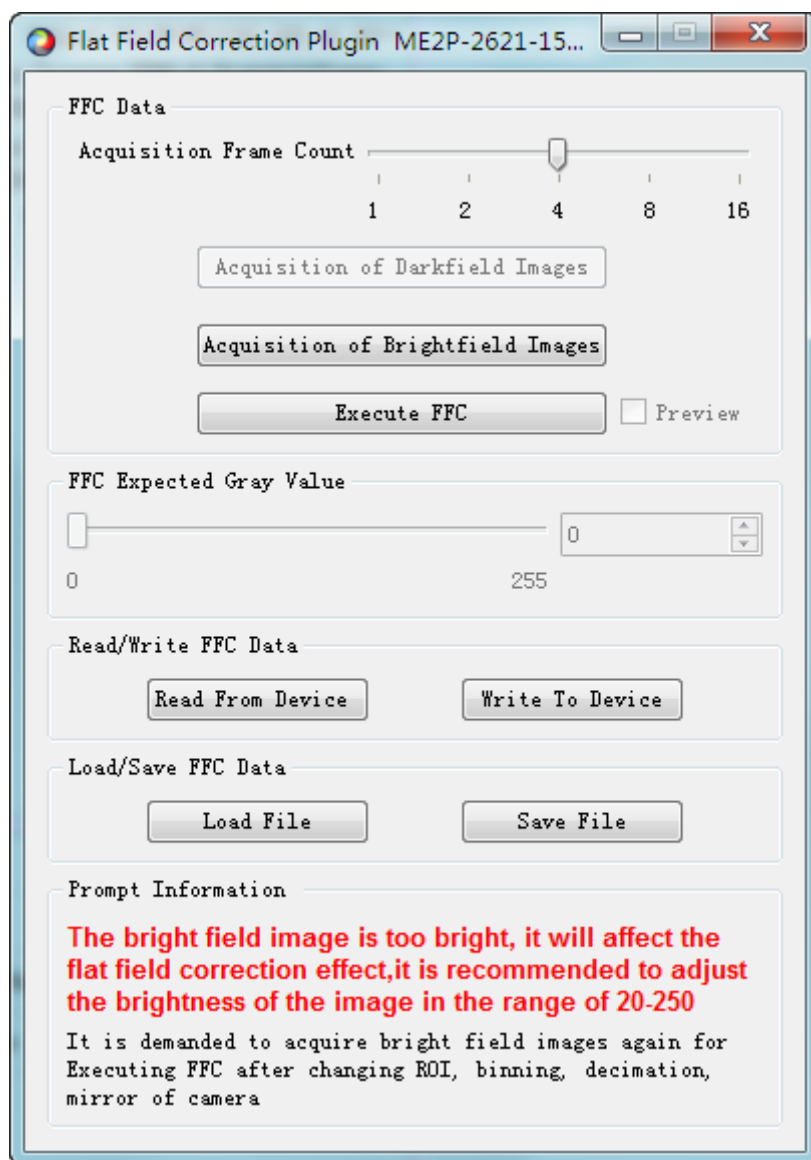 Flat Field Correction Plugin ME2P-2621-15...
FFC Data
Acquisition Frame Count
1 2 4 8 16
Acquisition of Darkfield Images
Acquisition of Brightfield Images
Execute FFC Preview
FFC Expected Gray Value
0
0 255
Read/Write FFC Data
Read From Device Write To Device
Load/Save FFC Data
Load File Save File
Prompt Information
The bright field image is too bright, it will affect the
flat field correction effect,it is recommended to adjust
the brightness of the image in the range of 20-250
It is demanded to acquire bright field images again for
Executing FFC after changing ROI, binning, decimation,
mirror of camera